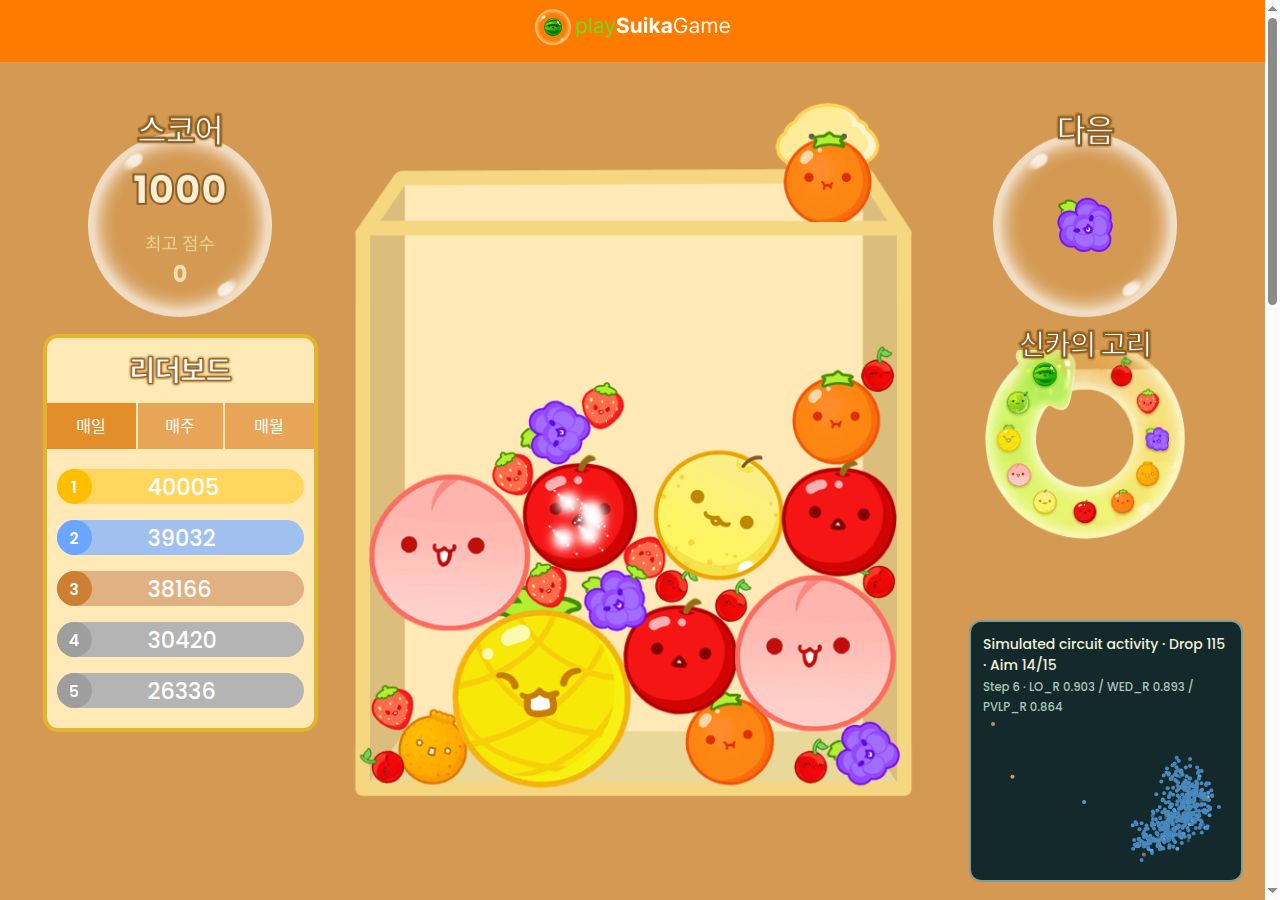 playSuikaGame
스코어
1000
최고 점수
0
리더보드
매일 매주 매월
1 40005
2 39032
3 38166
4 30420
5 26336
다음
신카의 고리
Simulated circuit activity · Drop 115
· Aim 14/15
Step 6 · LO_R 0.903 / WED_R 0.893 /
PVLP_R 0.864